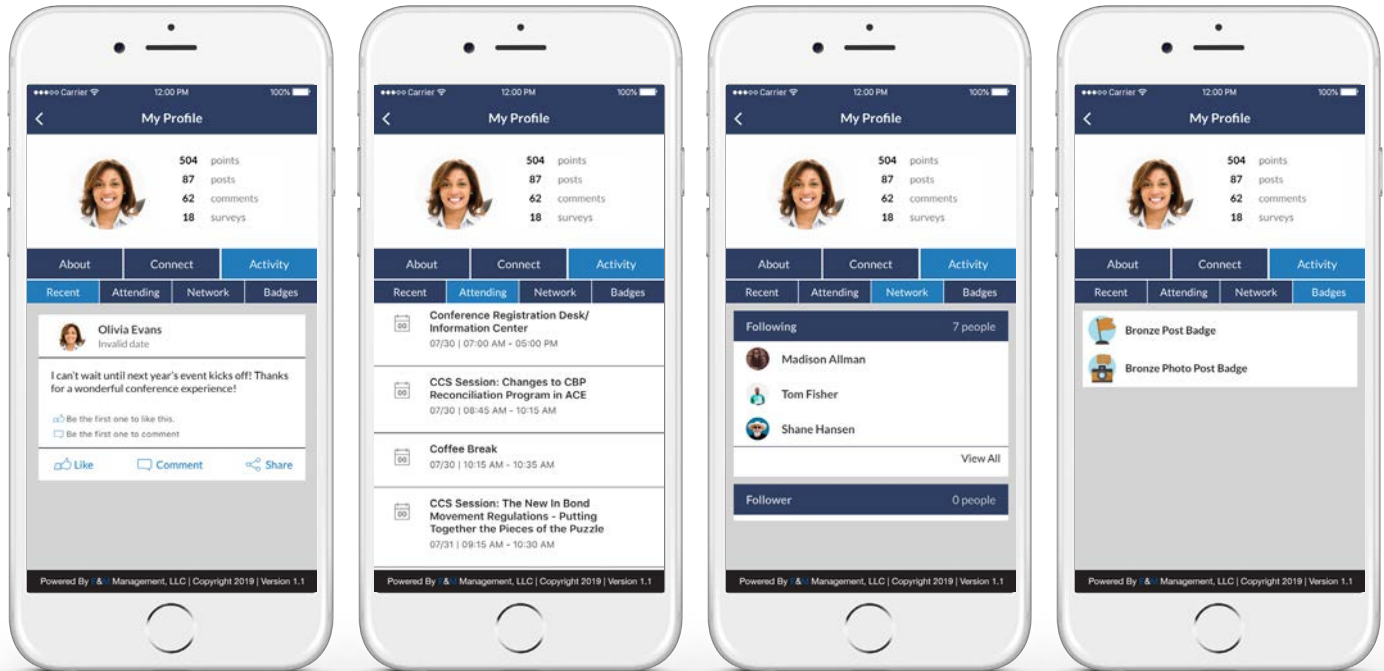 Carrier 12:00 PM 100%
My Profile
504 points
87 posts
62 comments
18 surveys
About Connect Activity
Recent Attending Network Badges
Olivia Evans
Invalid date
I can't wait until next year's event kicks off! Thanks
for a wonderful conference experience!
Be the first one to like this.
Be the first one to comment
Like Comment Share
Powered By E&M Management, LLC | Copyright 2019 | Version 1.1
Carrier 12:00 PM 100%
My Profile
504 points
87 posts
62 comments
18 surveys
About Connect Activity
Recent Attending Network Badges
00
Conference Registration Desk/
Information Center
07/30 | 07:00 AM - 05:00 PM
00
CCS Session: Changes to CBP
Reconciliation Program in ACE
07/30 | 08:45 AM - 10:15 AM
00
Coffee Break
07/30 | 10:15 AM - 10:35 AM
00
CCS Session: The New In Bond
Movement Regulations - Putting
Together the Pieces of the Puzzle
07/31 | 09:15 AM - 10:30 AM
Powered By E&M Management, LLC | Copyright 2019 | Version 1.1
Carrier 12:00 PM 100%
My Profile
504 points
87 posts
62 comments
18 surveys
About Connect Activity
Recent Attending Network Badges
Following 7 people
Madison Allman
Tom Fisher
Shane Hansen
View All
Follower 0 people
Powered By E&M Management, LLC | Copyright 2019 | Version 1.1
Carrier 12:00 PM 100%
My Profile
504 points
87 posts
62 comments
18 surveys
About Connect Activity
Recent Attending Network Badges
Bronze Post Badge
Bronze Photo Post Badge
Powered By E&M Management, LLC | Copyright 2019 | Version 1.1